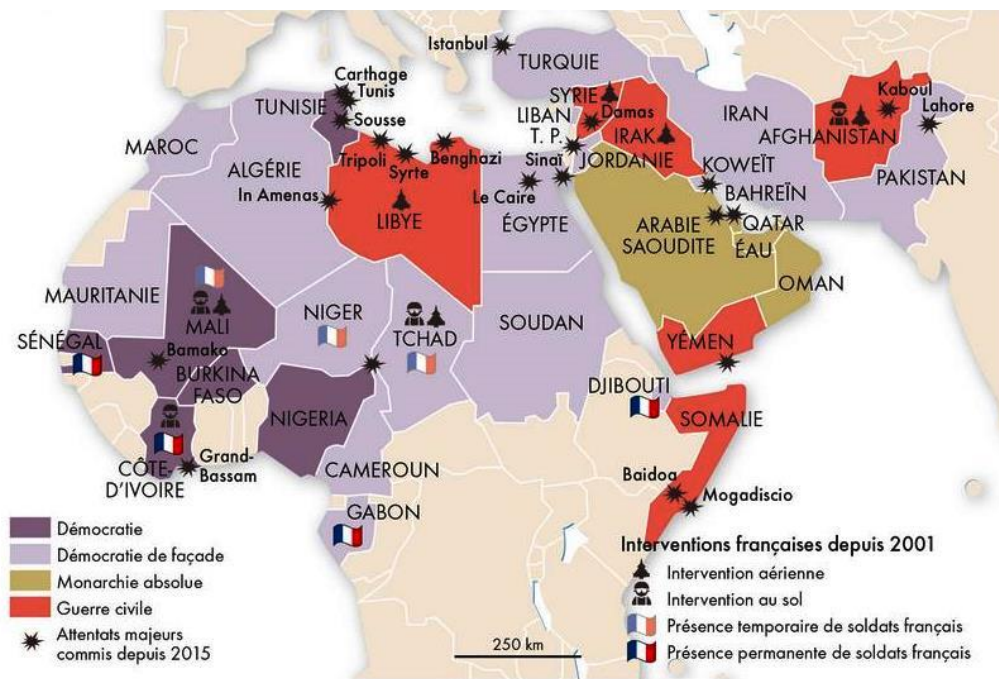 Istanbul
TURQUIE
Carthage
Tunis
TUNISIE
Sousse
SYRIE
Damas
LIBAN
T. P.
IRAK
IRAN
Kaboul
Lahore
AFGHANISTAN
MAROC
ALGÉRIE
Tripoli
Syrte
Benghazi
Sinaï
JORDANIE
KOWEÏT
PAKISTAN
In Amenas
LIBYE
Le Caire
ÉGYPTE
BAHREÏN
ARABIE
SAOUDITE
QATAR
ÉAU
OMAN
MAURITANIE
MALI
NIGER
TCHAD
SOUDAN
YÉMEN
SÉNÉGAL
Bamako
BURKINA
FASO
NIGERIA
DJIBOUTI
SOMALIE
CÔTE-
D'IVOIRE
Grand-
Bassam
CAMEROUN
GABON
Baidoa
Mogadiscio
Démocratie
Démocratie de façade
Monarchie absolue
Guerre civile
Attentats majeurs
commis depuis 2015
250 km
Interventions françaises depuis 2001
Intervention aérienne
Intervention au sol
Présence temporaire de soldats français
Présence permanente de soldats français